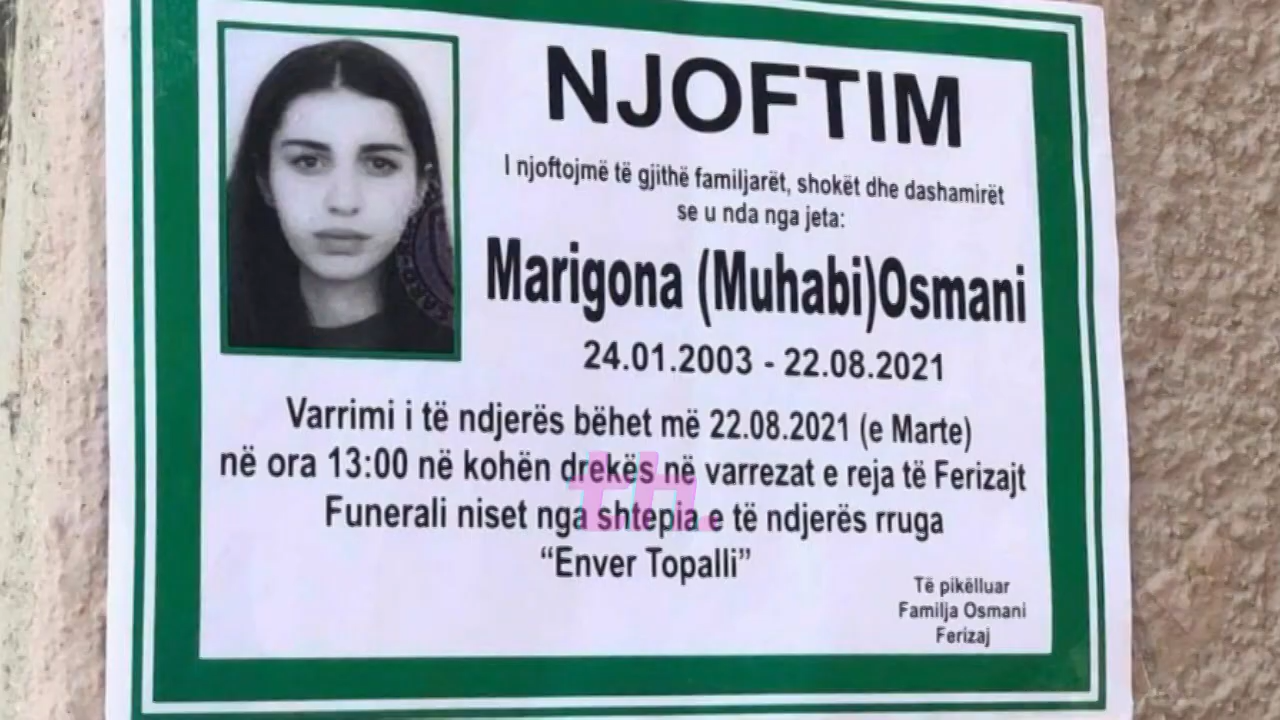 NJOFTIM
I njoftojmë të gjithë familjarët, shokët dhe dashamirët
se u nda nga jeta:
Marigona (Muhabi)Osmani
24.01.2003 - 22.08.2021
Varrimi i të ndjerës bëhet më 22.08.2021 (e Marte)
në ora 13:00 në kohën drekës në varrezat e reja të Ferizajt
th.
Funerali niset nga shtepia e të ndjerës rruga
“Enver Topalli”
Të pikëlluar
Familja Osmani
Ferizaj